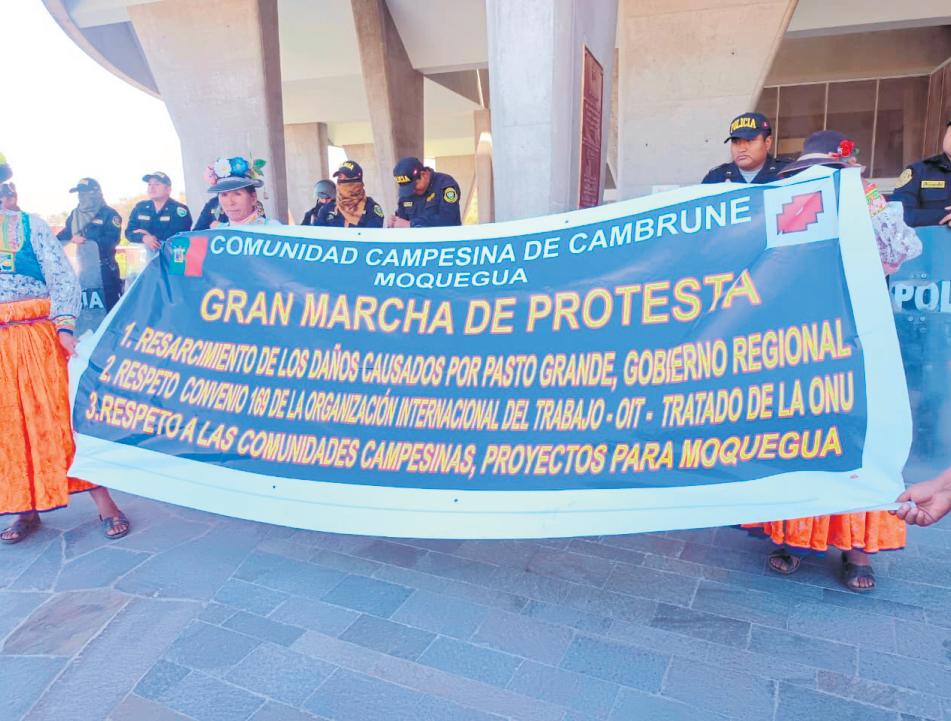 POLICIA
COMUNIDAD CAMPESINA DE CAMBRUNE
MOQUEGUA
GRAN MARCHA DE PROTESTA
1. RESARCIMIENTO DE LOS DAÑOS CAUSADOS POR PASTO GRANDE, GOBIERNO REGIONAL
2. RESPETO CONVENIO 169 DE LA ORGANIZACIÓN INTERNACIONAL DEL TRABAJO - OIT - TRATADO DE LA ONU
3.RESPETO A LAS COMUNIDADES CAMPESINAS, PROYECTOS PARA MOQUEGUA
POL